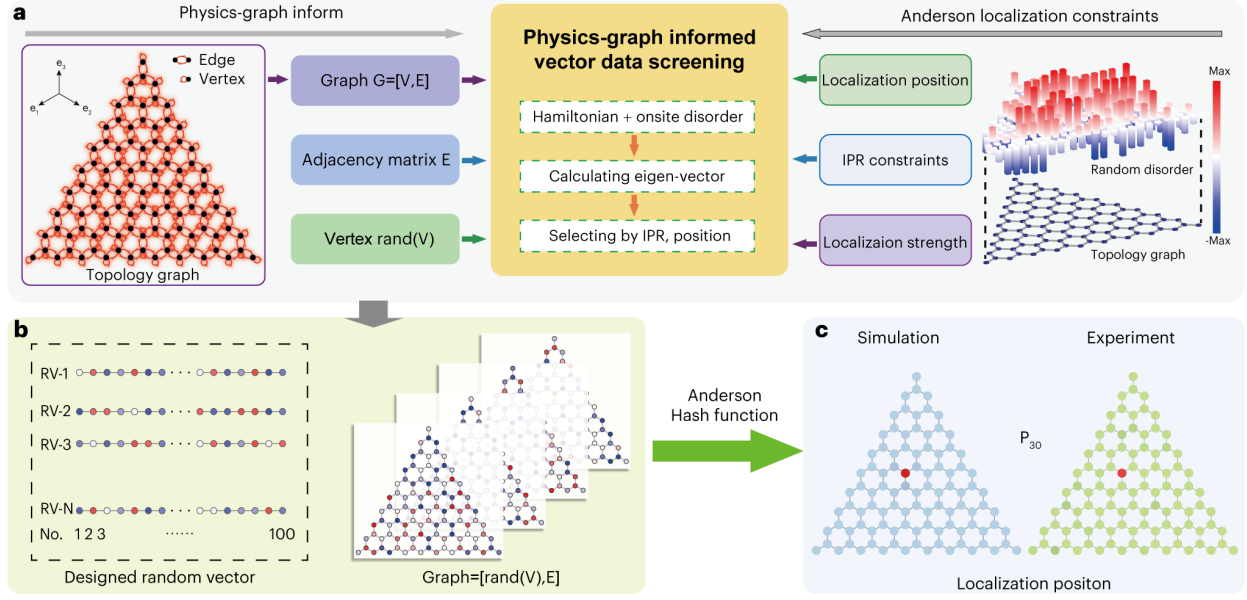 a
Physics-graph inform
Anderson localization constraints
e3
e1
e2
Edge
Vertex
Topology graph
Graph G=[V,E]
Adjacency matrix E
Vertex rand(V)
Physics-graph informed
vector data screening
Hamiltonian + onsite disorder
Calculating eigen-vector
Selecting by IPR, position
Localization position
IPR constraints
Localizaion strength
Random disorder
Topology graph
Max
-Max
b
RV-1
RV-2
RV-3
RV-N
No. 1 2 3 ······ 100
Designed random vector
Graph=[rand(V),E]
Anderson
Hash function
c
Simulation
Experiment
P30
Localization positon